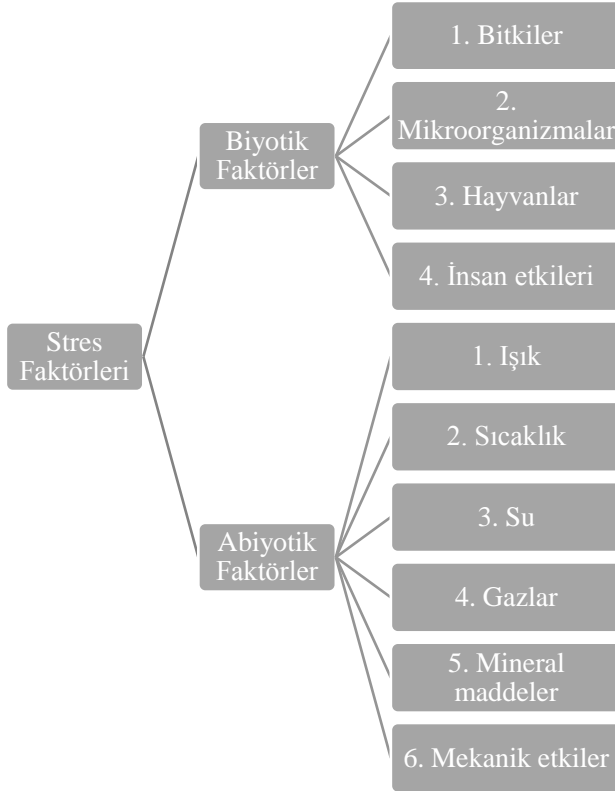 Stres
Faktörleri
Biyotik
Faktörler
1. Bitkiler
2.
Mikroorganizmalar
3. Hayvanlar
4. İnsan etkileri
Abiyotik
Faktörler
1. Işık
2. Sıcaklık
3. Su
4. Gazlar
5. Mineral
maddeler
6. Mekanik etkiler